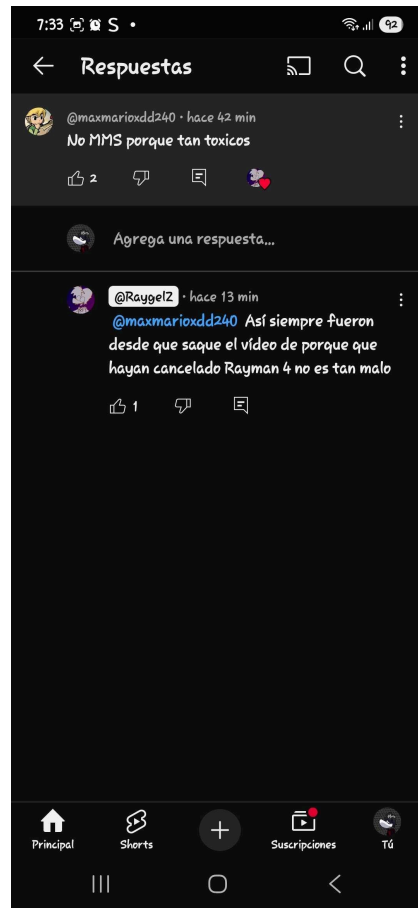 7:33 S •
92
Respuestas
@maxmarioxdd240 · hace 42 min
No MMS porque tan toxicos
2
Agrega una respuesta...
@RaygelZ · hace 13 min
@maxmarioxdd240 Así siempre fueron
desde que saque el vídeo de porque que
hayan cancelado Rayman 4 no es tan malo
1
Principal
Shorts
Suscripciones
Tú